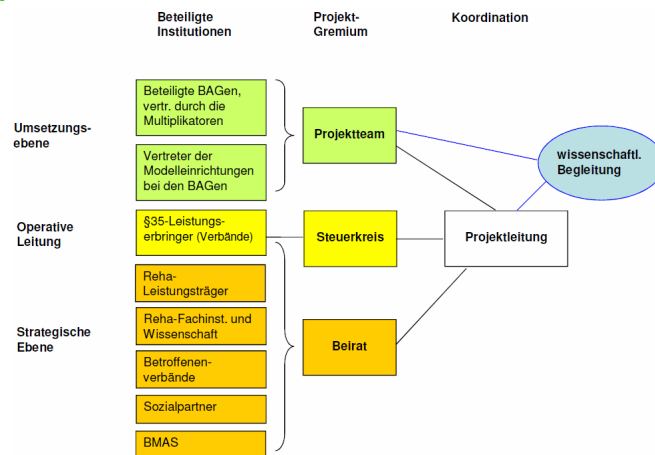 Beteiligte
Institutionen
Projekt-
Gremium
Koordination
Umsetzungs-
ebene
Beteiligte BAGen,
vertr. durch die
Multiplikatoren
Vertreter der
Modelleinrichtungen
bei den BAGen
Projektteam
wissenschaftl.
Begleitung
Operative
Leitung
§35-Leistungs-
erbringer (Verbände)
Steuerkreis
Projektleitung
Strategische
Ebene
Reha-
Leistungsträger
Reha-Fachinst. und
Wissenschaft
Betroffenen-
verbände
Sozialpartner
BMAS
Beirat